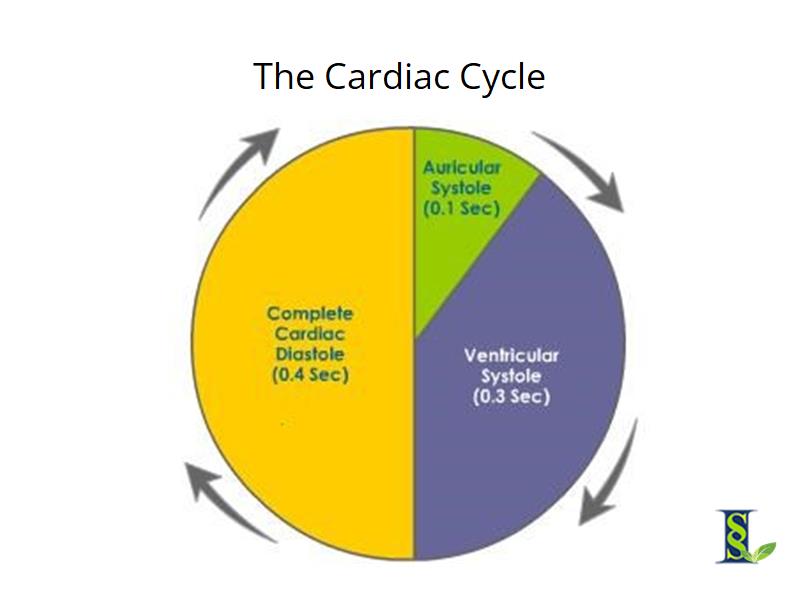 The Cardiac Cycle
Auricular
Systole
(0.1 Sec)
Complete
Cardiac
Diastole
(0.4 Sec)
Ventricular
Systole
(0.3 Sec)